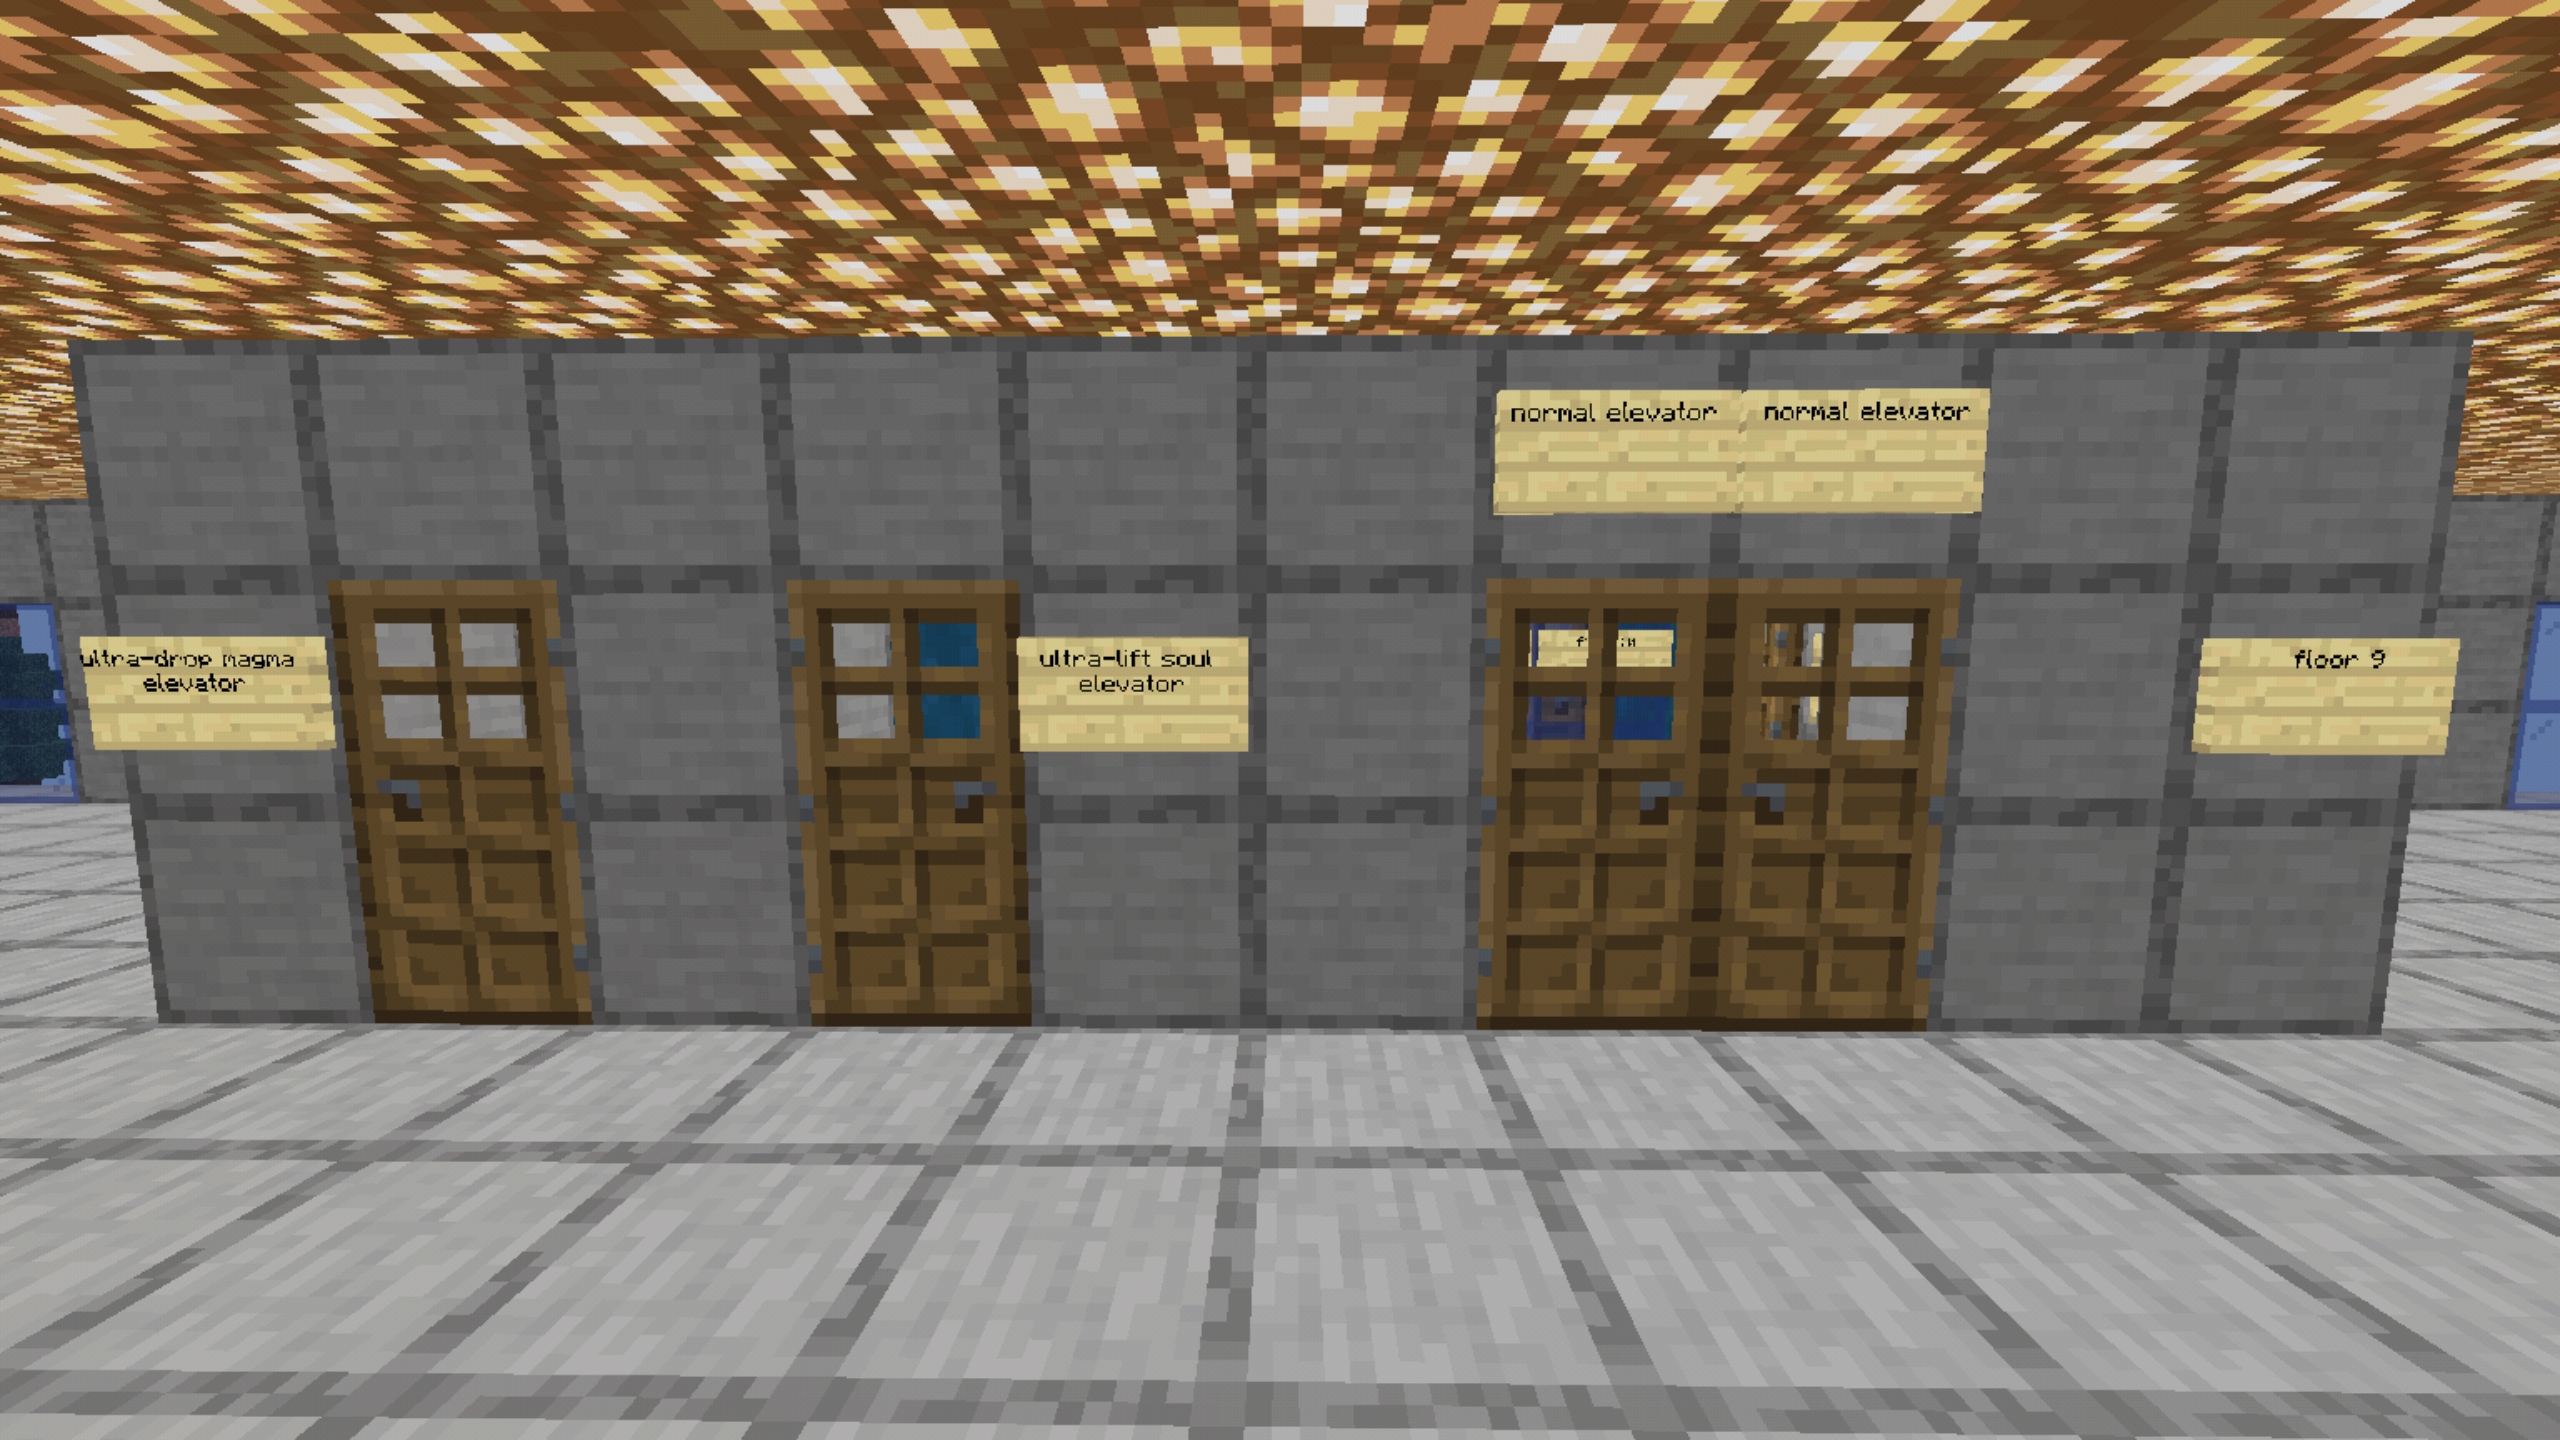 normal elevator
normal elevator
ultra-drop magma
elevator
ultra-lift soul
elevator
floor 9